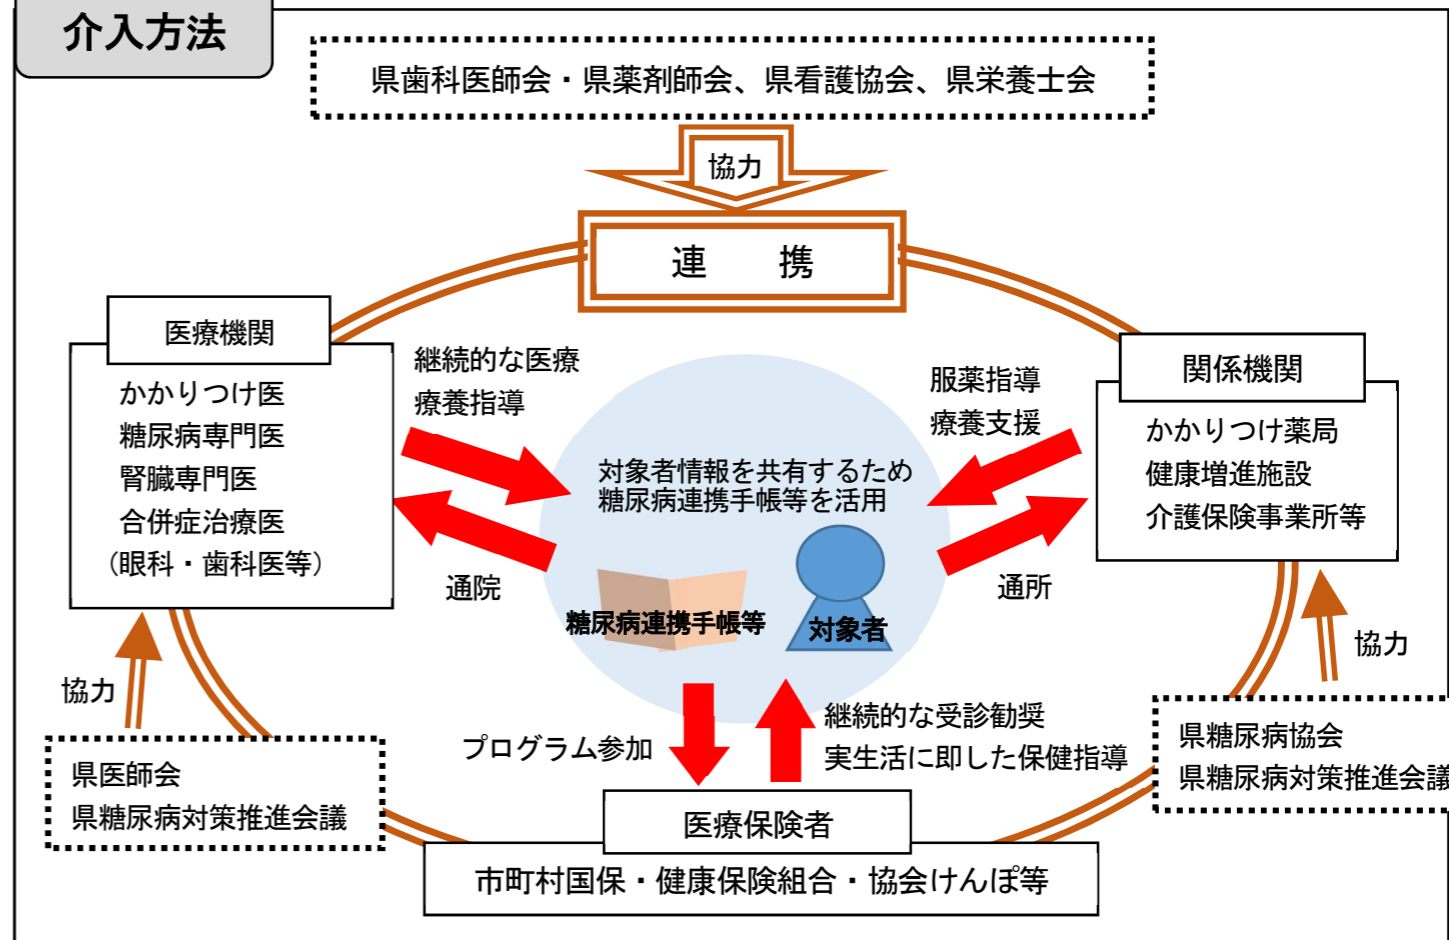 介入方法
県歯科医師会・県薬剤師会、県看護協会、県栄養士会
協力
連　携
医療機関
かかりつけ医
糖尿病専門医
腎臓専門医
合併症治療医
(眼科・歯科医等)
継続的な医療
療養指導
通院
対象者情報を共有するため
糖尿病連携手帳等を活用
糖尿病連携手帳等
対象者
服薬指導
療養支援
通所
関係機関
かかりつけ薬局
健康増進施設
介護保険事業所等
協力
県医師会
県糖尿病対策推進会議
プログラム参加
継続的な受診勧奨
実生活に即した保健指導
協力
県糖尿病協会
県糖尿病対策推進会議
医療保険者
市町村国保・健康保険組合・協会けんぽ等